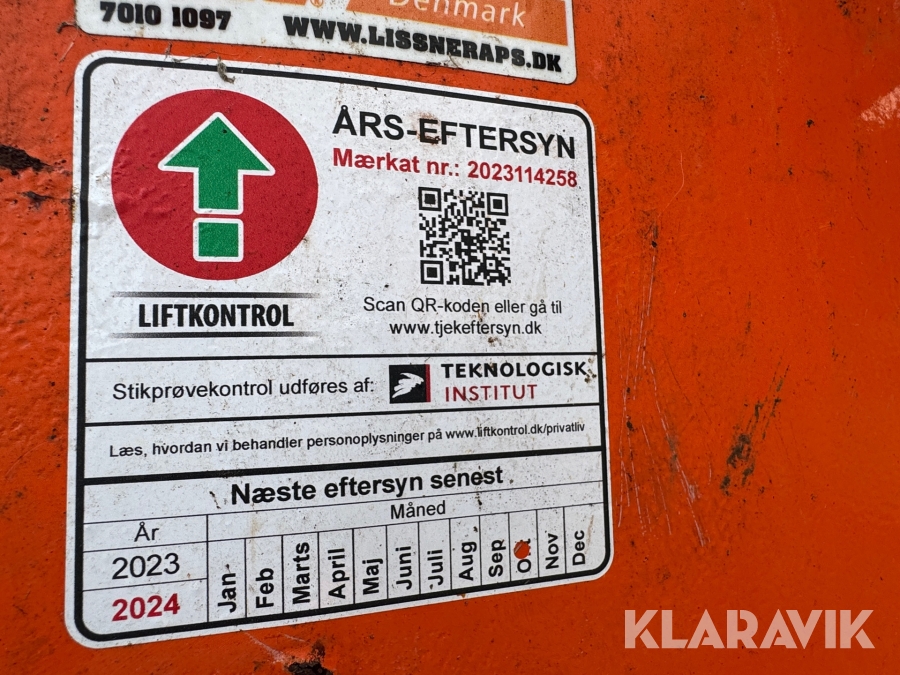 Denmark
7010 1097
WWW.LISSNERAPS.DK
ÅRS-EFTERSYN
Mærkat nr.: 2023114258
LIFTKONTROL
Scan QR-koden eller gå til
www.tjekeftersyn.dk
Stikprøvekontrol udføres af:
TEKNOLOGISK
INSTITUT
Læs, hvordan vi behandler personoplysninger på www.liftkontrol.dk/privatliv
Næste eftersyn senest
År
Måned
2023
2024
Jan
Feb
Marts
April
Maj
Juni
Juli
Aug
Sep
Okt
Nov
Dec
KLARAVIK